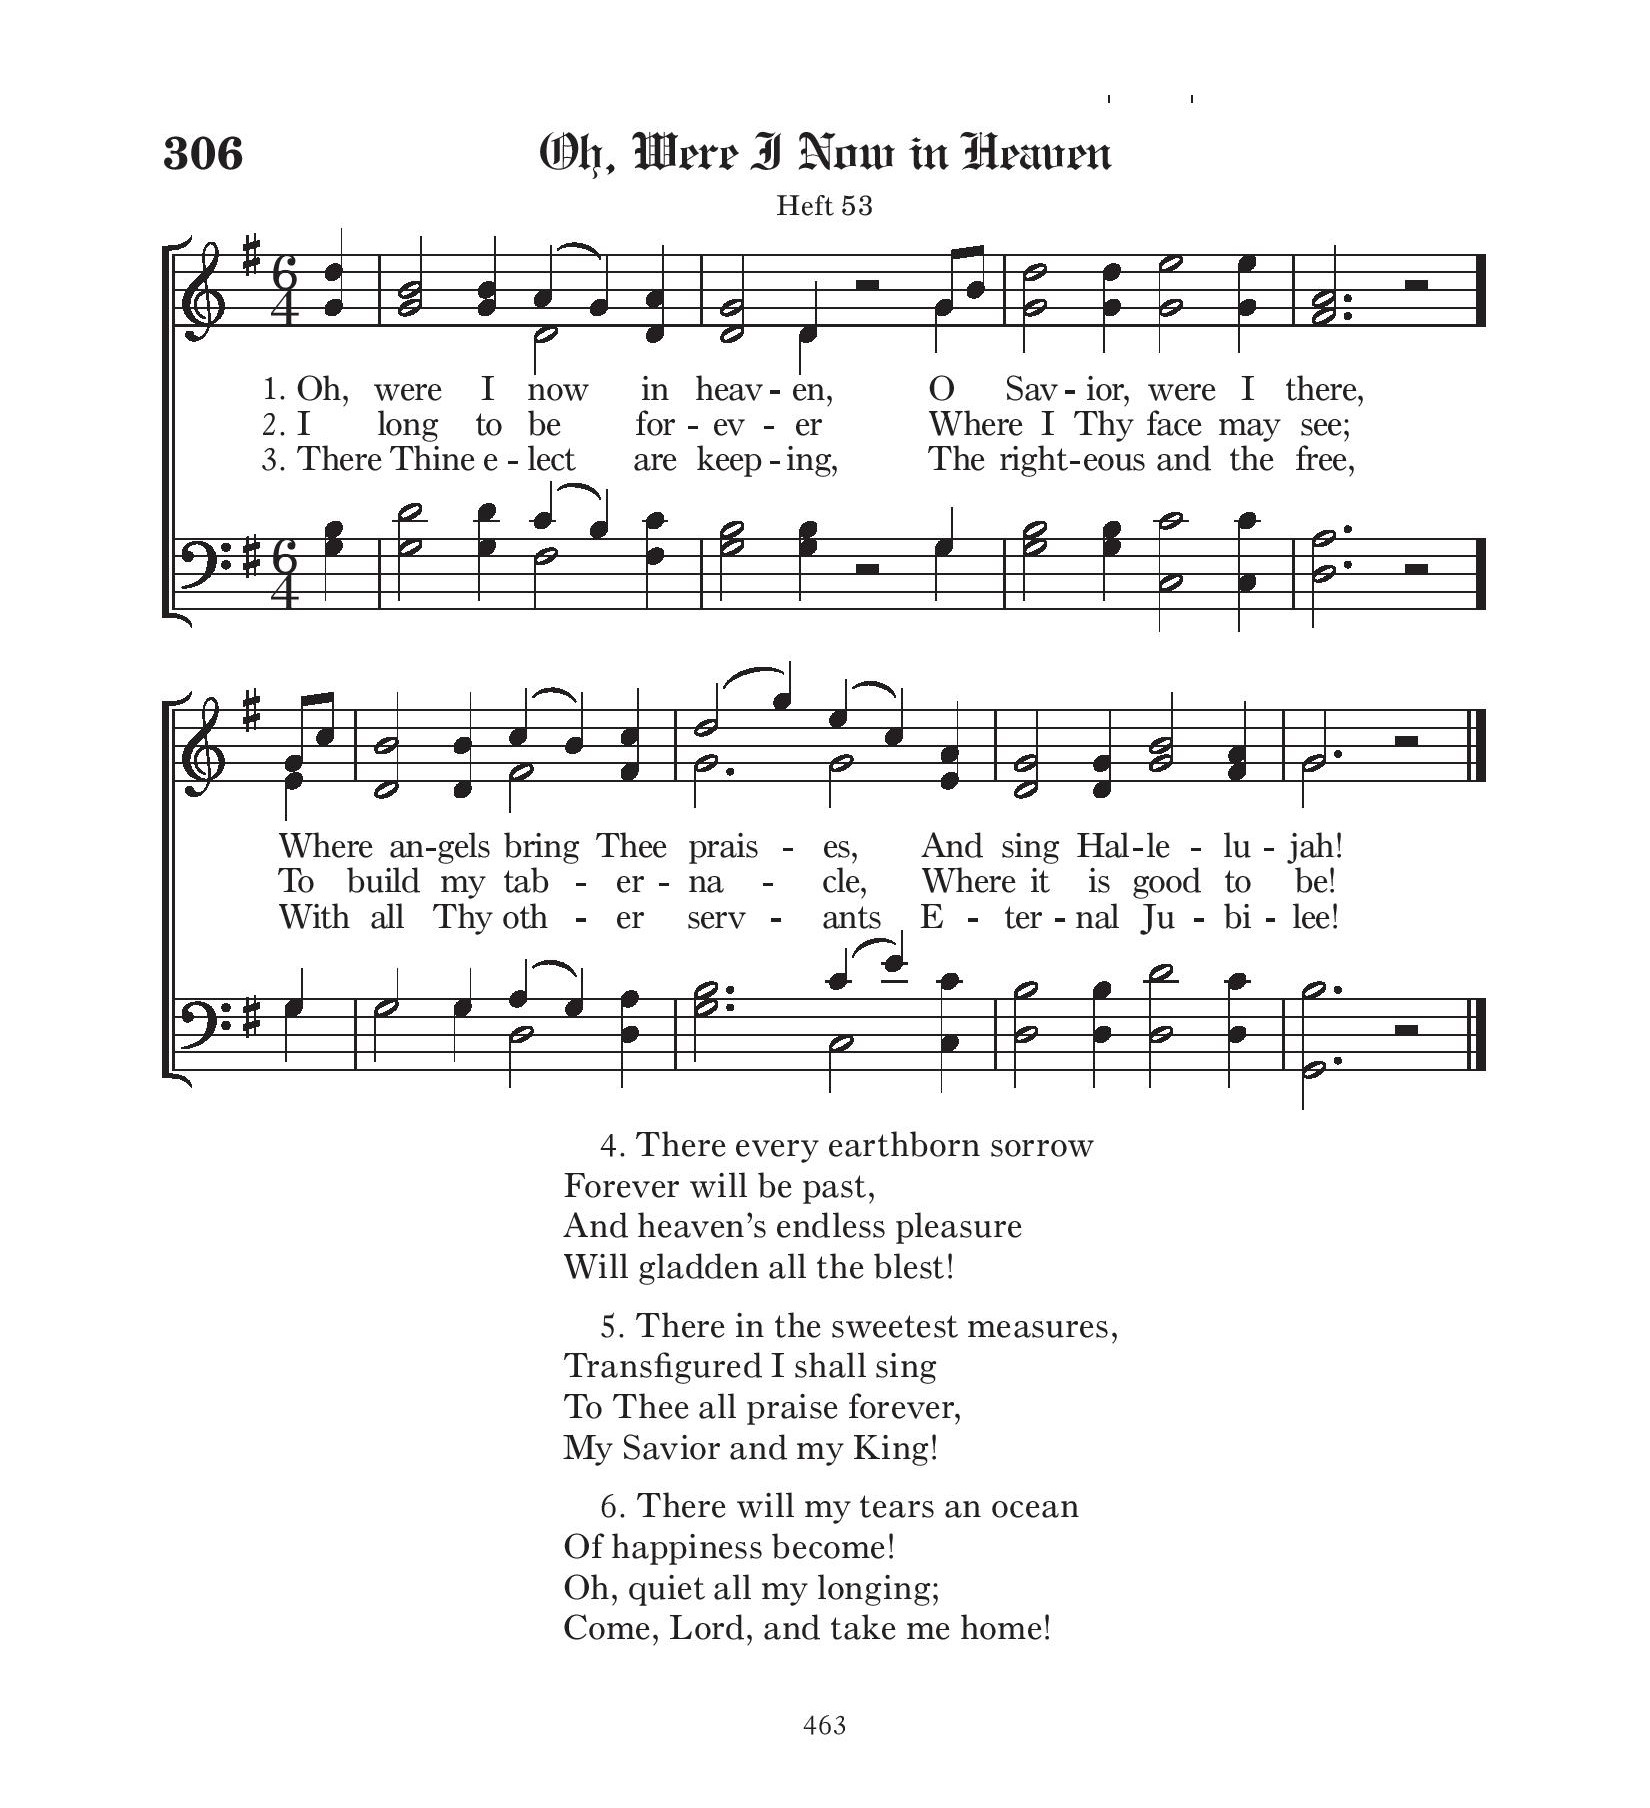 306
Oh, Were I Now in Heaven
Heft 53
1. Oh, were I now in heav - en, O Sav - ior, were I there,
2. I long to be for - ev - er Where I Thy face may see;
3. There Thine e - lect are keep - ing, The right - eous and the free,
Where an - gels bring Thee prais - es, And sing Hal - le - lu - jah!
To build my tab - er - na - cle, Where it is good to be!
With all Thy oth - er serv - ants E - ter - nal Ju - bi - lee!
4. There every earthborn sorrow
Forever will be past,
And heaven’s endless pleasure
Will gladden all the blest!
5. There in the sweetest measures,
Transfigured I shall sing
To Thee all praise forever,
My Savior and my King!
6. There will my tears an ocean
Of happiness become!
Oh, quiet all my longing;
Come, Lord, and take me home!
463